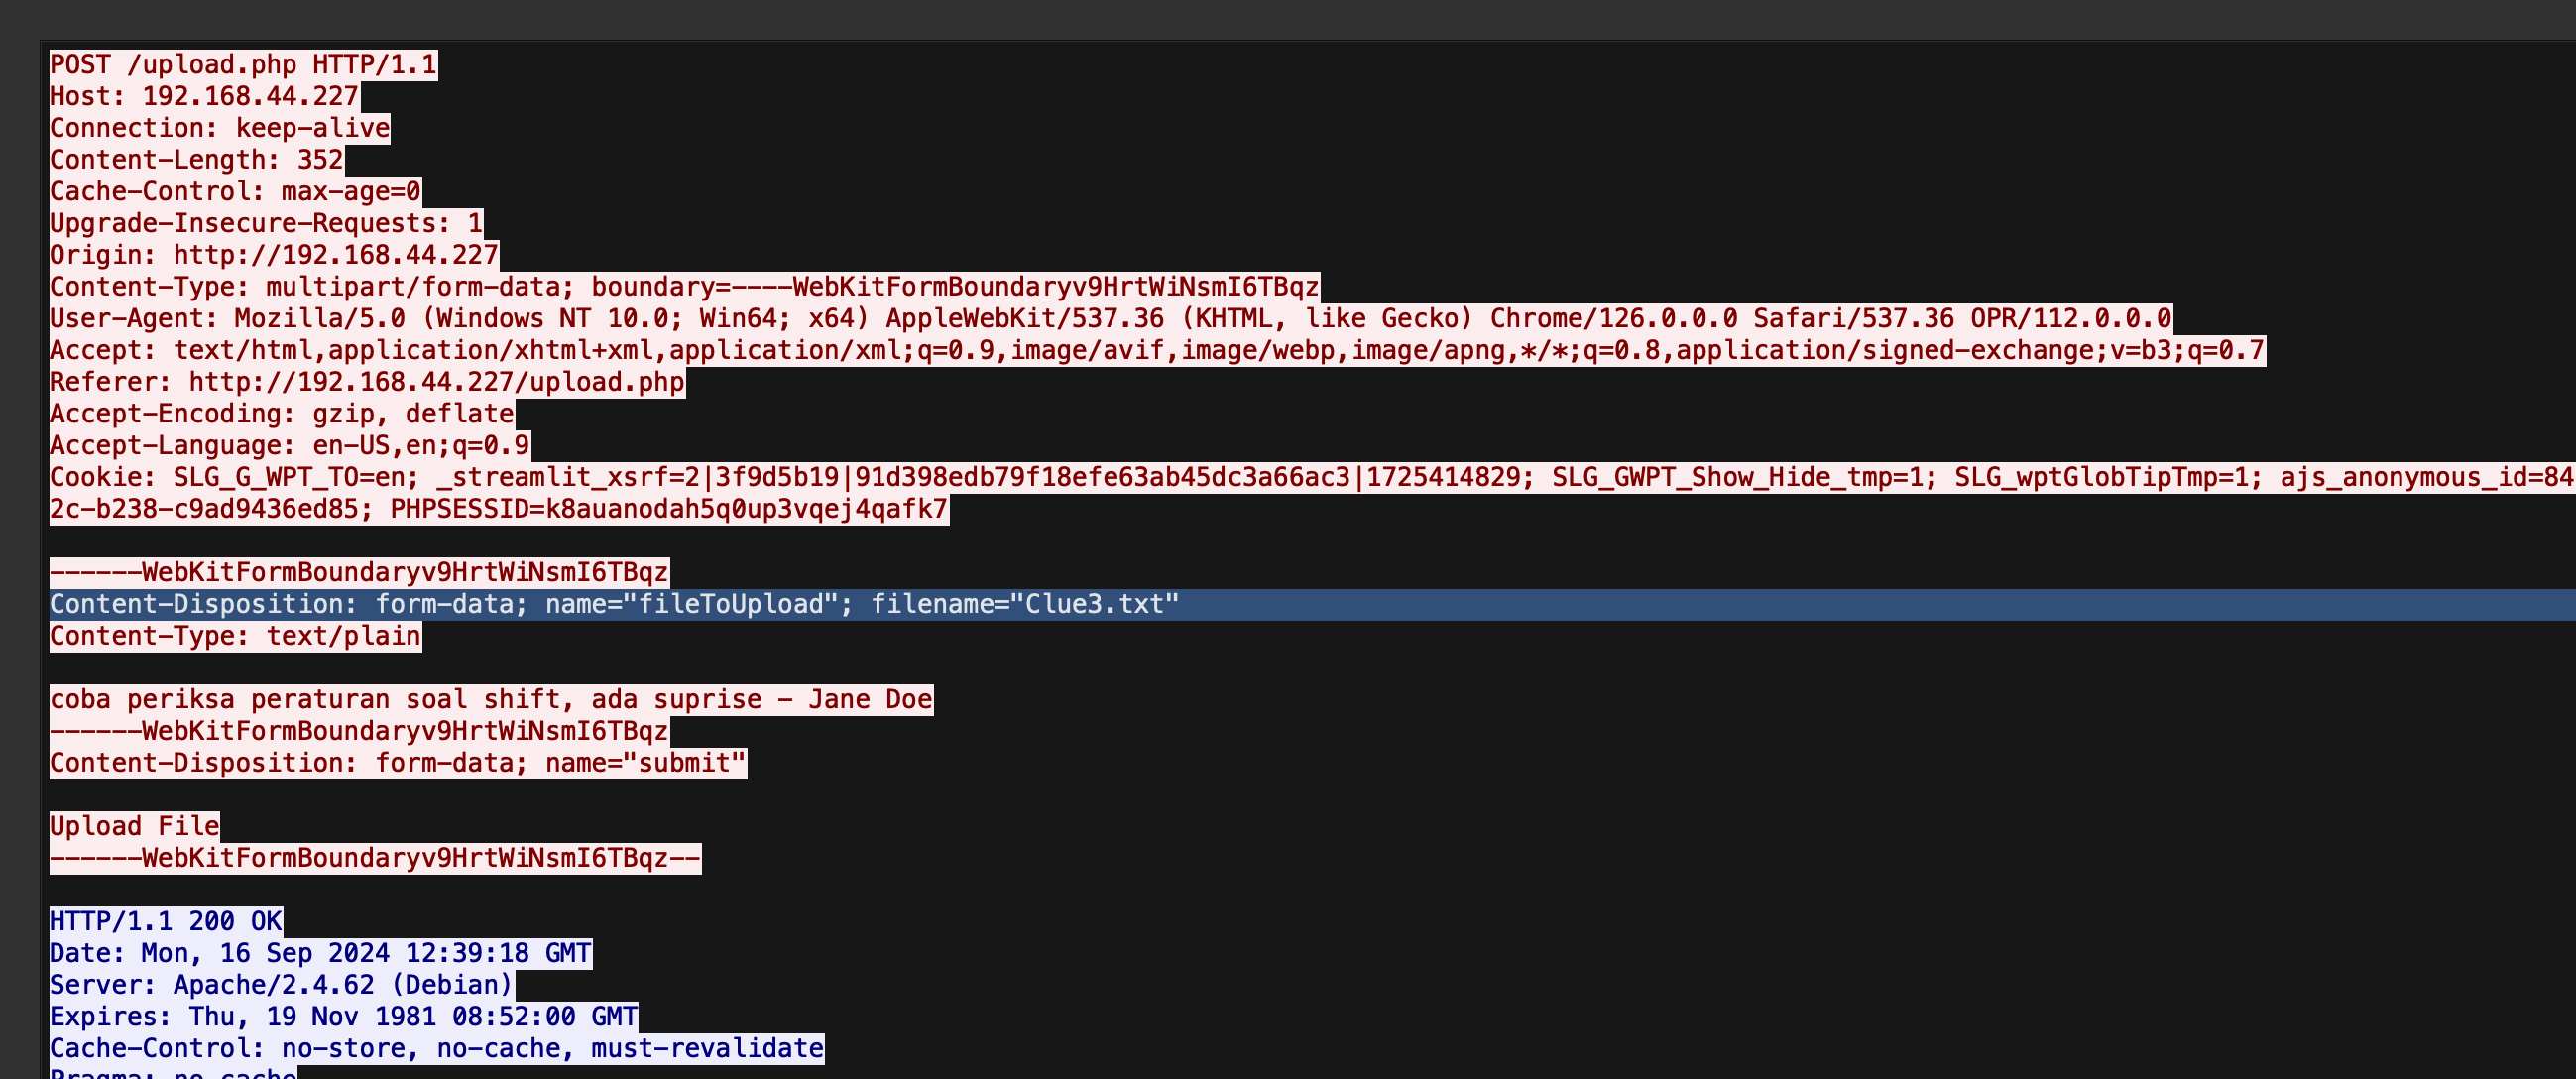 POST /upload.php HTTP/1.1
Host: 192.168.44.227
Connection: keep-alive
Content-Length: 352
Cache-Control: max-age=0
Upgrade-Insecure-Requests: 1
Origin: http://192.168.44.227
Content-Type: multipart/form-data; boundary=----WebKitFormBoundaryv9HrtWiNsmI6TBqz
User-Agent: Mozilla/5.0 (Windows NT 10.0; Win64; x64) AppleWebKit/537.36 (KHTML, like Gecko) Chrome/126.0.0.0 Safari/537.36 OPR/112.0.0.0
Accept: text/html,application/xhtml+xml,application/xml;q=0.9,image/avif,image/webp,image/apng,*/*;q=0.8,application/signed-exchange;v=b3;q=0.7
Referer: http://192.168.44.227/upload.php
Accept-Encoding: gzip, deflate
Accept-Language: en-US,en;q=0.9
Cookie: SLG_G_WPT_TO=en; _streamlit_xsrf=2|3f9d5b19|91d398edb79f18efe63ab45dc3a66ac3|1725414829; SLG_GWPT_Show_Hide_tmp=1; SLG_wptGlobTipTmp=1; ajs_anonymous_id=84
2c-b238-c9ad9436ed85; PHPSESSID=k8auanodah5q0up3vqej4qafk7
------WebKitFormBoundaryv9HrtWiNsmI6TBqz
Content-Disposition: form-data; name="fileToUpload"; filename="Clue3.txt"
Content-Type: text/plain
coba periksa peraturan soal shift, ada suprise - Jane Doe
------WebKitFormBoundaryv9HrtWiNsmI6TBqz
Content-Disposition: form-data; name="submit"
Upload File
------WebKitFormBoundaryv9HrtWiNsmI6TBqz--
HTTP/1.1 200 OK
Date: Mon, 16 Sep 2024 12:39:18 GMT
Server: Apache/2.4.62 (Debian)
Expires: Thu, 19 Nov 1981 08:52:00 GMT
Cache-Control: no-store, no-cache, must-revalidate
Pragma: no-cache